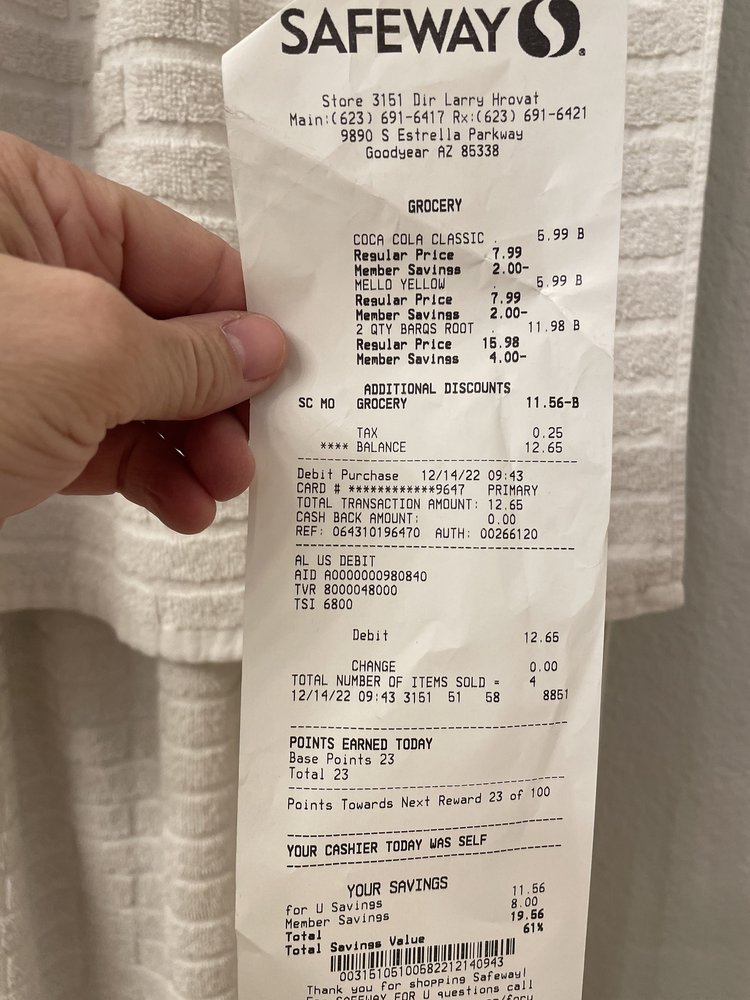 SAFEWAY
Store 3151 Dir Larry Hrovat
Main:(623) 691-6417 Rx:(623) 691-6421
9890 S Estrella Parkway
Goodyear AZ 85338
GROCERY
COCA COLA CLASSIC . 5.99 B
Regular Price 7.99
Member Savings 2.00-
MELLO YELLOW . 5.99 B
Regular Price 7.99
Member Savings 2.00-
2 QTY BARQS ROOT . 11.98 B
Regular Price 15.98
Member Savings 4.00-
ADDITIONAL DISCOUNTS
SC MO GROCERY 11.56-B
TAX 0.25
**** BALANCE 12.65
Debit Purchase 12/14/22 09:43
CARD # ************9647 PRIMARY
TOTAL TRANSACTION AMOUNT: 12.65
CASH BACK AMOUNT: 0.00
REF: 064310196470 AUTH: 00266120
AL US DEBIT
AID A0000000980840
TVR 8000048000
TSI 6800
Debit 12.65
CHANGE 0.00
TOTAL NUMBER OF ITEMS SOLD = 4
12/14/22 09:43 3151 51 58 8851
POINTS EARNED TODAY
Base Points 23
Total 23
Points Towards Next Reward 23 of 100
YOUR CASHIER TODAY WAS SELF
YOUR SAVINGS
for U Savings 11.56
Member Savings 8.00
Total 19.56
Total Savings Value 61%
00315105100582212140943
Thank you for shopping Safeway!
SAFEWAY FOR U questions call